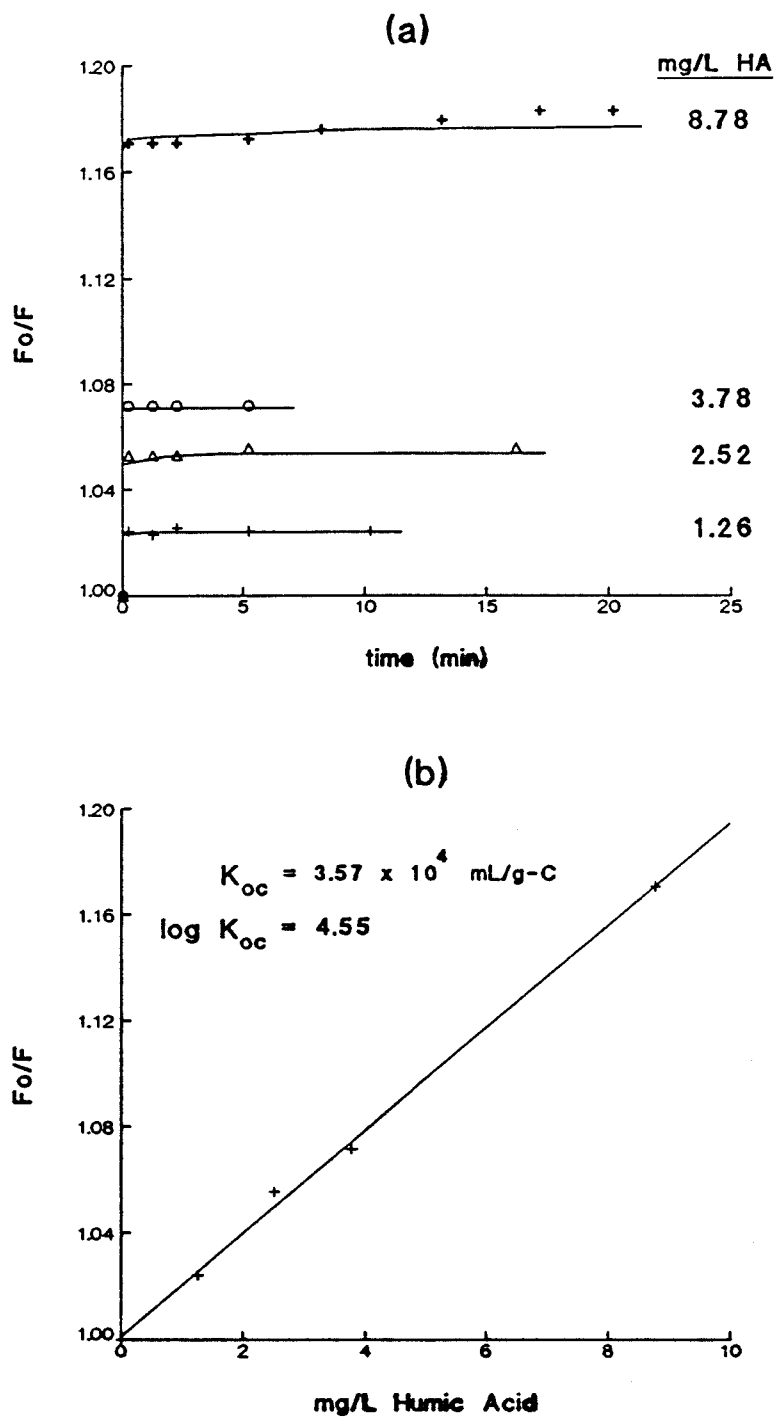 (a)
mg/L HA
1.20
8.78
1.16
1.12
Fo/F
1.08
3.78
2.52
1.04
1.26
1.00
0 5 10 15 20 25
time (min)
(b)
1.20
Koc = 3.57 x 10⁴ mL/g-C
1.16
log Koc = 4.55
1.12
Fo/F
1.08
1.04
1.00
0 2 4 6 8 10
mg/L Humic Acid